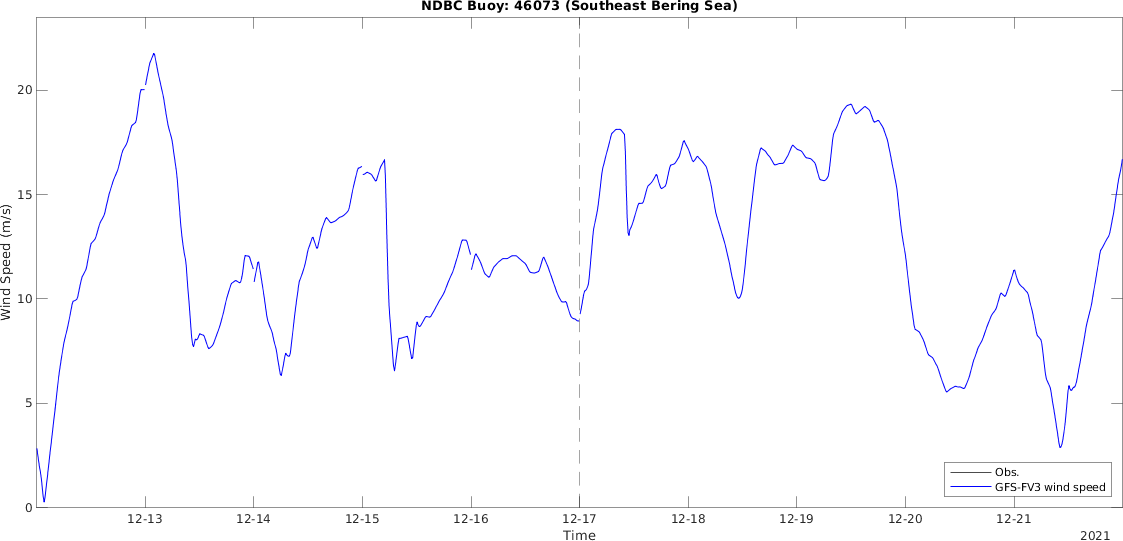 NDBC Buoy: 46073 (Southeast Bering Sea)
Wind Speed (m/s)
20
15
10
5
0
12-13 12-14 12-15 12-16 12-17 12-18 12-19 12-20 12-21
Time
2021
Obs.
GFS-FV3 wind speed